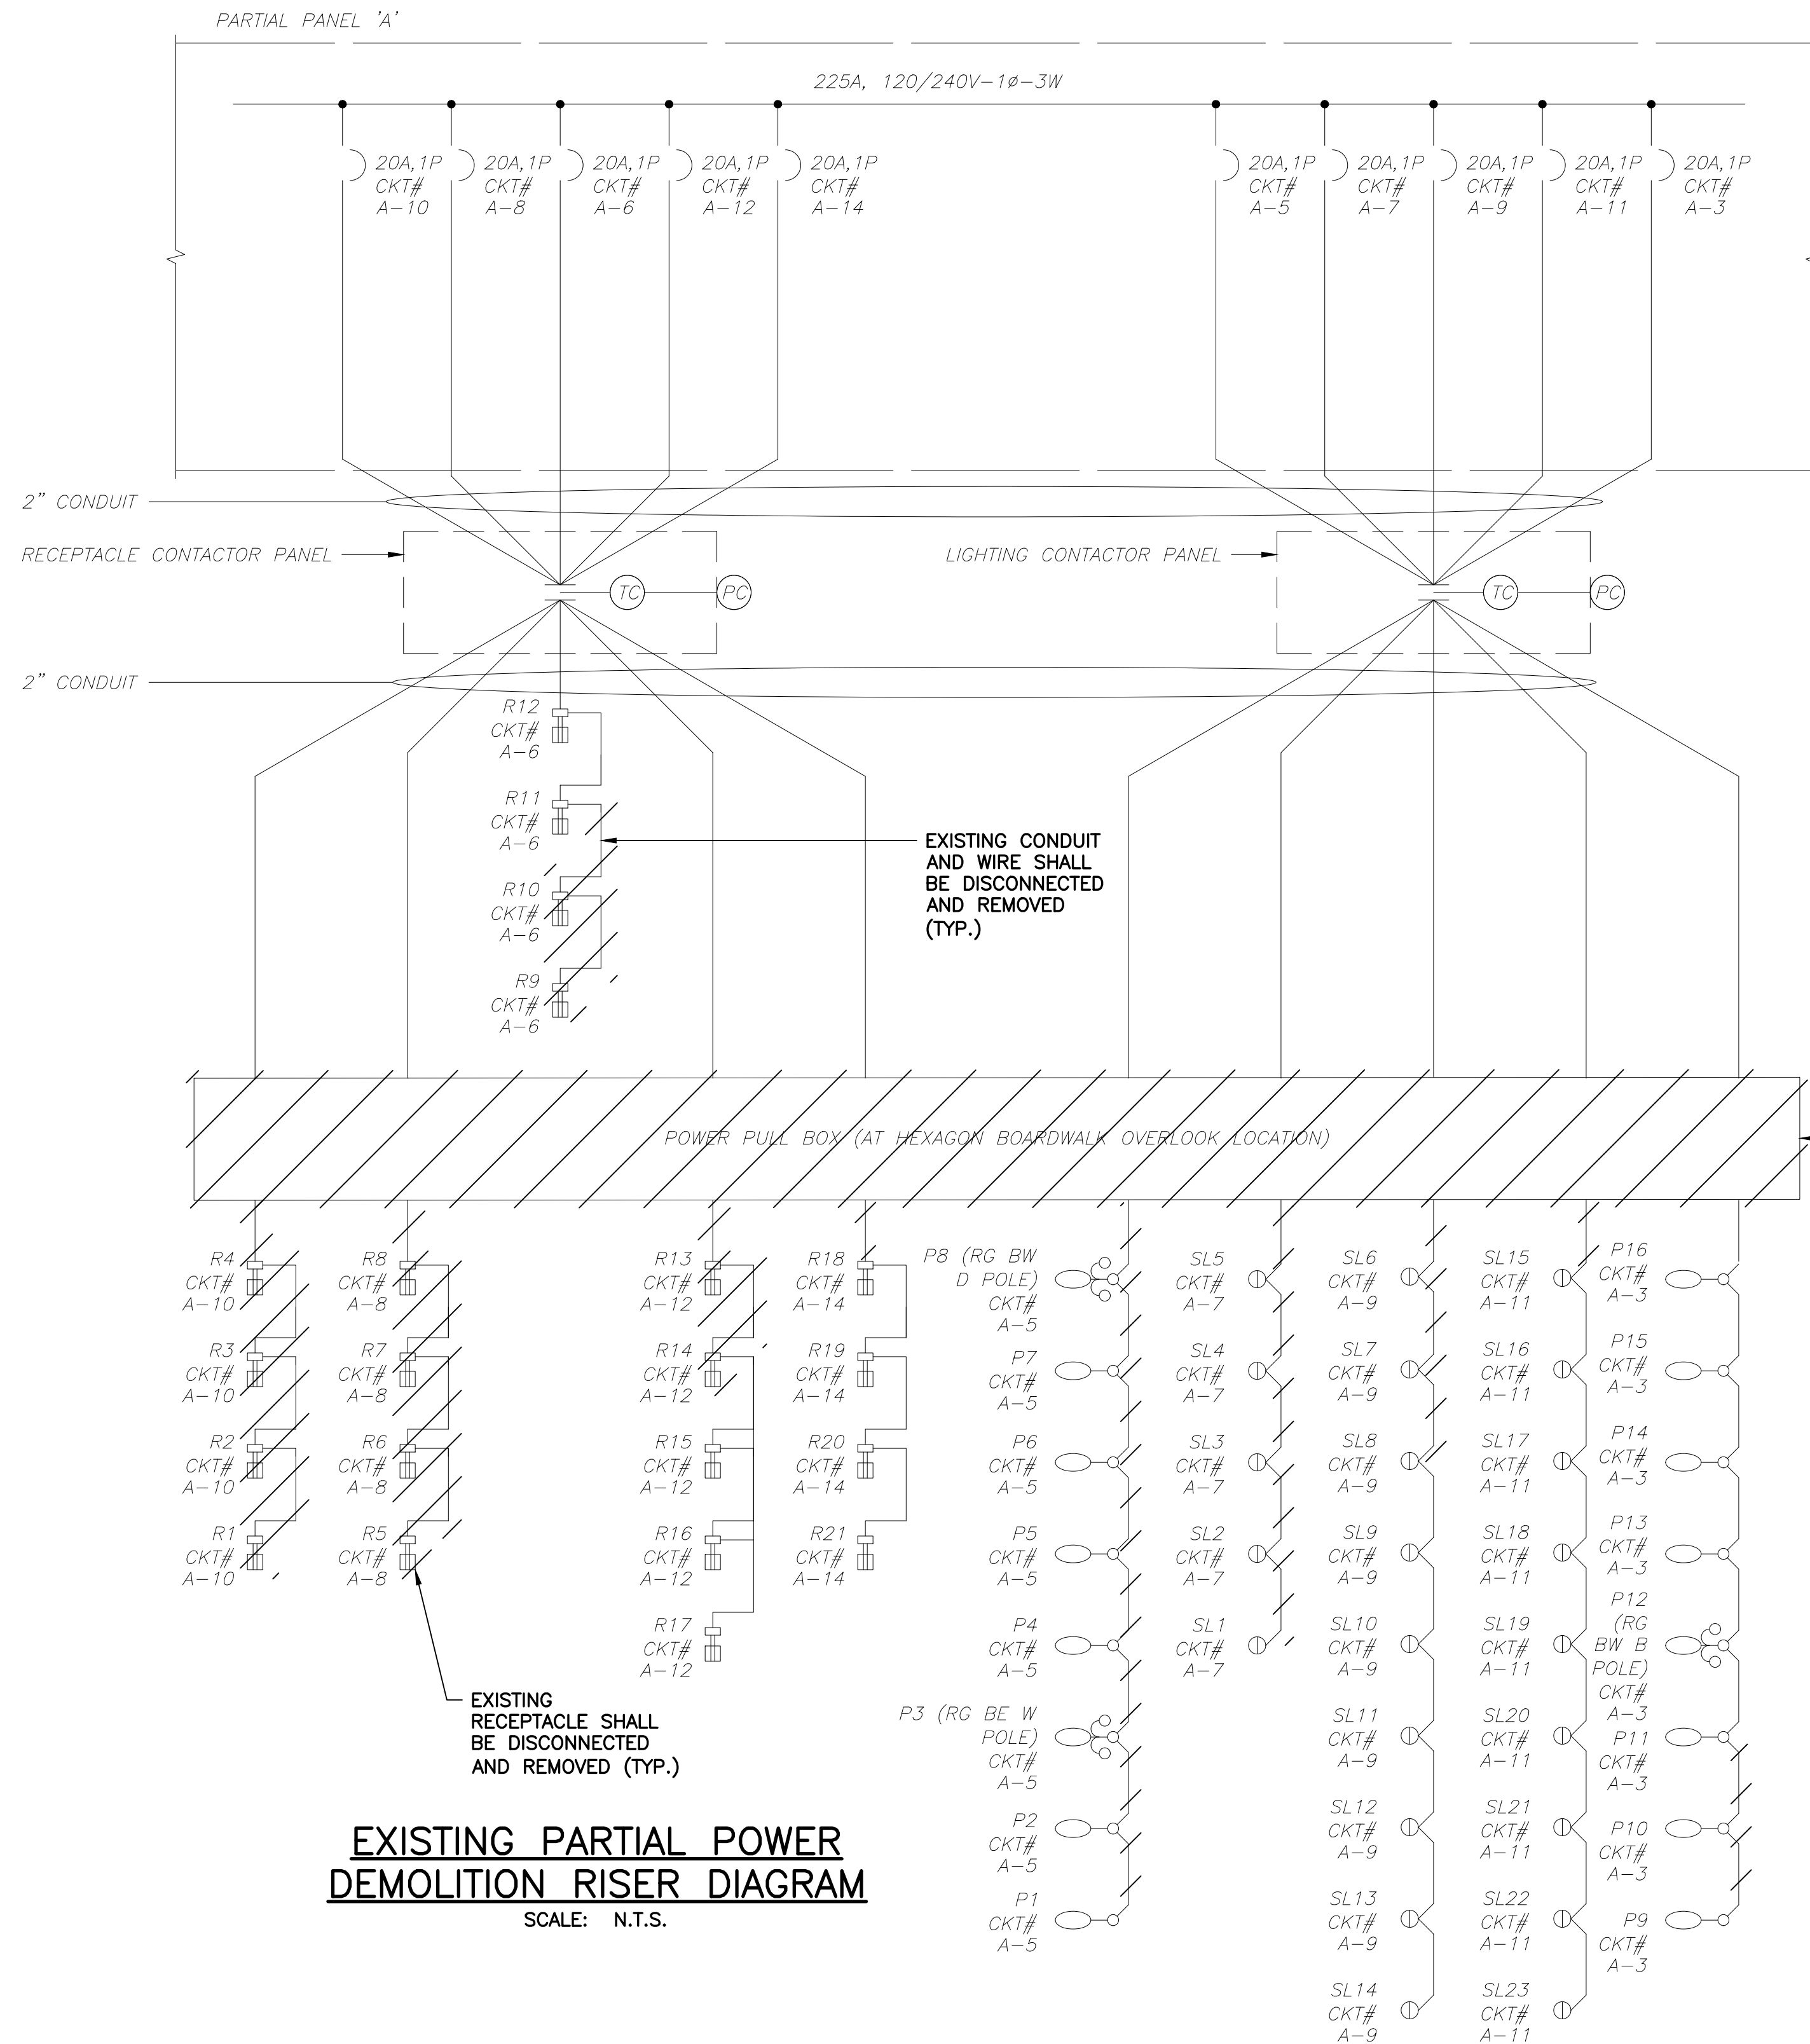 PARTIAL PANEL 'A'
225A, 120/240V-1ø-3W
20A,1P
CKT#
A-10
20A,1P
CKT#
A-8
20A,1P
CKT#
A-6
20A,1P
CKT#
A-12
20A,1P
CKT#
A-14
20A,1P
CKT#
A-5
20A,1P
CKT#
A-7
20A,1P
CKT#
A-9
20A,1P
CKT#
A-11
20A,1P
CKT#
A-3
2" CONDUIT
RECEPTACLE CONTACTOR PANEL
TC
PC
LIGHTING CONTACTOR PANEL
TC
PC
2" CONDUIT
R12
CKT#
A-6
R11
CKT#
A-6
R10
CKT#
A-6
R9
CKT#
A-6
EXISTING CONDUIT
AND WIRE SHALL
BE DISCONNECTED
AND REMOVED
(TYP.)
POWER PULL BOX (AT HEXAGON BOARDWALK OVERLOOK LOCATION)
R4
CKT#
A-10
R3
CKT#
A-10
R2
CKT#
A-10
R1
CKT#
A-10
R8
CKT#
A-8
R7
CKT#
A-8
R6
CKT#
A-8
R5
CKT#
A-8
R13
CKT#
A-12
R14
CKT#
A-12
R15
CKT#
A-12
R16
CKT#
A-12
R17
CKT#
A-12
R18
CKT#
A-14
R19
CKT#
A-14
R20
CKT#
A-14
R21
CKT#
A-14
P8 (RG BW
D POLE)
CKT#
A-5
P7
CKT#
A-5
P6
CKT#
A-5
P5
CKT#
A-5
P4
CKT#
A-5
P3 (RG BE W
POLE)
CKT#
A-5
P2
CKT#
A-5
P1
CKT#
A-5
SL5
CKT#
A-7
SL4
CKT#
A-7
SL3
CKT#
A-7
SL2
CKT#
A-7
SL1
CKT#
A-7
SL6
CKT#
A-9
SL7
CKT#
A-9
SL8
CKT#
A-9
SL9
CKT#
A-9
SL10
CKT#
A-9
SL11
CKT#
A-9
SL12
CKT#
A-9
SL13
CKT#
A-9
SL14
CKT#
A-9
SL15
CKT#
A-11
SL16
CKT#
A-11
SL17
CKT#
A-11
SL18
CKT#
A-11
SL19
CKT#
A-11
SL20
CKT#
A-11
SL21
CKT#
A-11
SL22
CKT#
A-11
SL23
CKT#
A-11
P16
CKT#
A-3
P15
CKT#
A-3
P14
CKT#
A-3
P13
CKT#
A-3
P12
(RG
BW B
POLE)
CKT#
A-3
P11
CKT#
A-3
P10
CKT#
A-3
P9
CKT#
A-3
EXISTING
RECEPTACLE SHALL
BE DISCONNECTED
AND REMOVED (TYP.)
EXISTING PARTIAL POWER
DEMOLITION RISER DIAGRAM
SCALE: N.T.S.